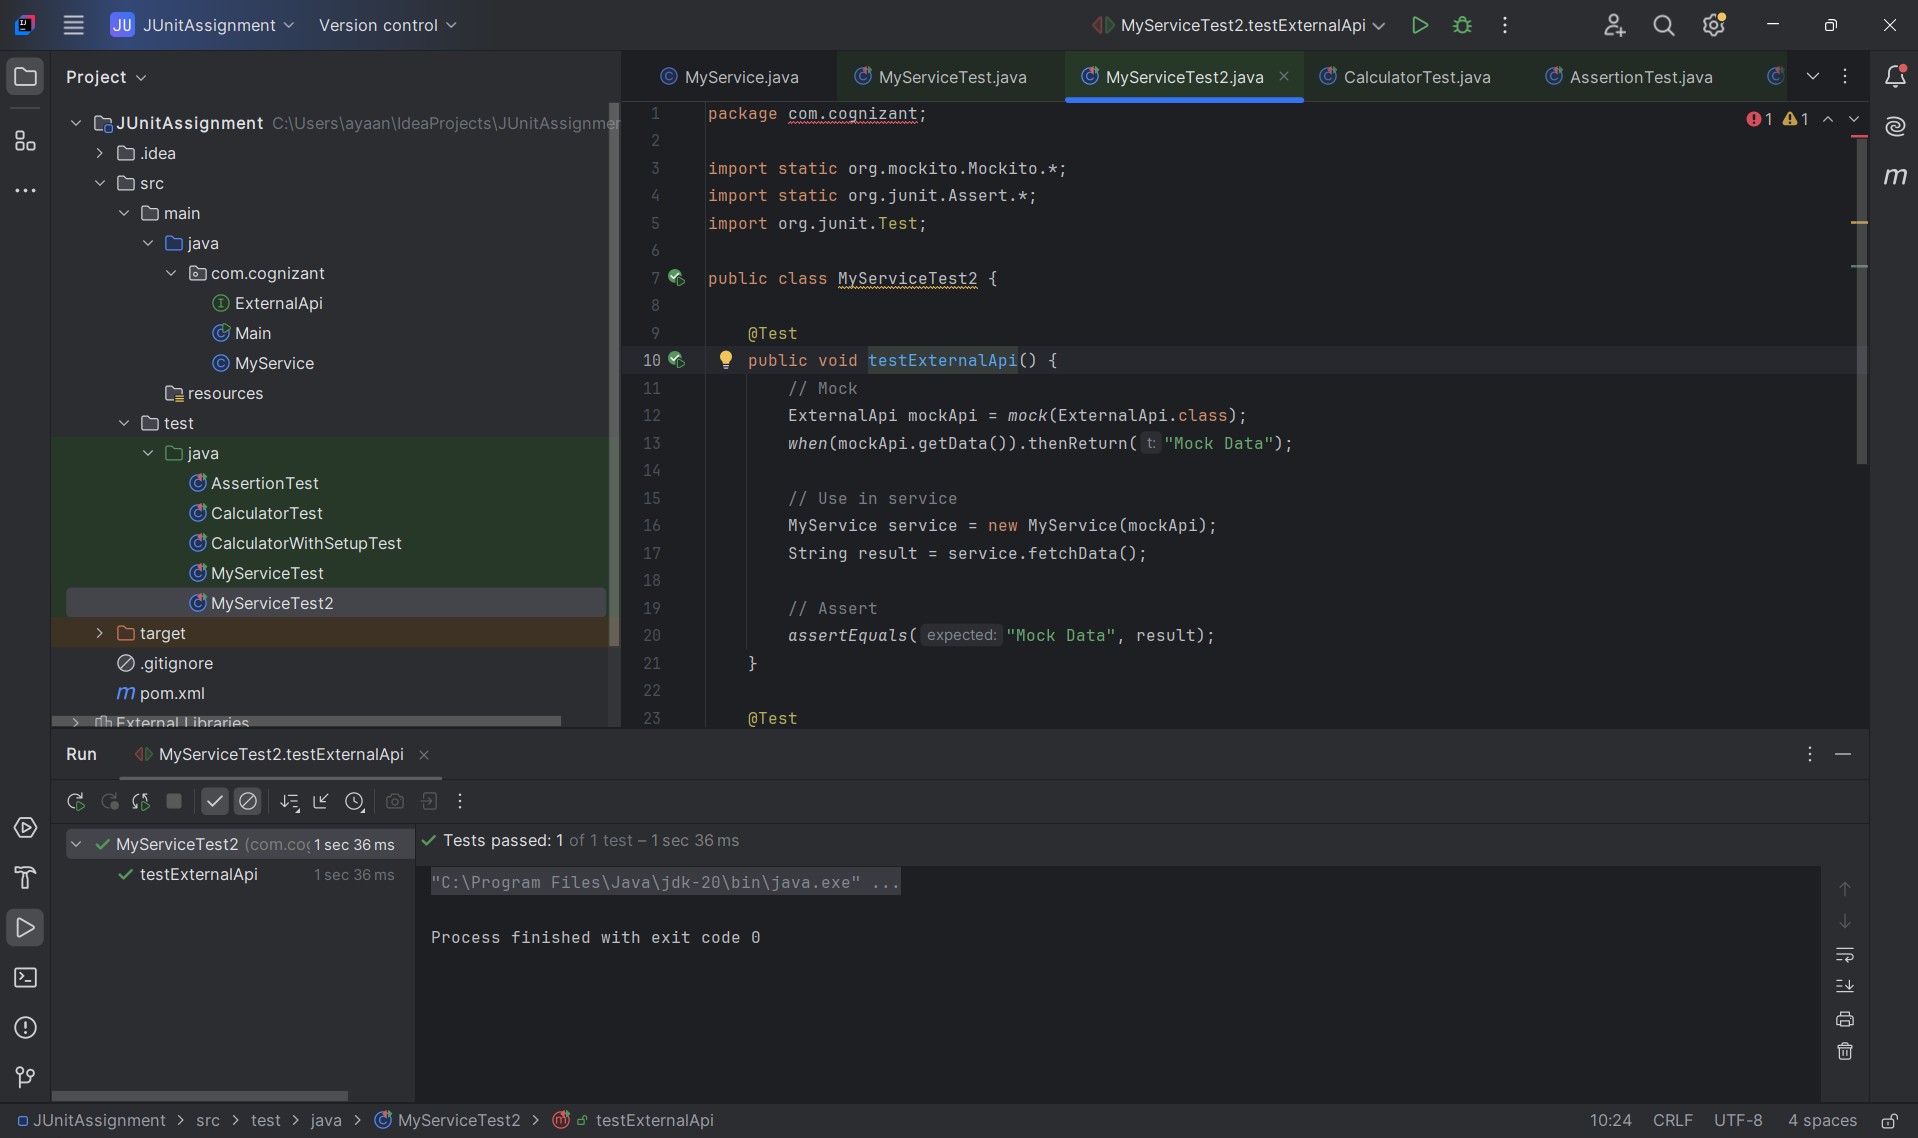 JU JUnitAssignment Version control MyServiceTest2.testExternalApi
Project
JUnitAssignment C:\Users\ayaan\IdeaProjects\JUnitAssignmen
.idea
src
main
java
com.cognizant
ExternalApi
Main
MyService
resources
test
java
AssertionTest
CalculatorTest
CalculatorWithSetupTest
MyServiceTest
MyServiceTest2
target
.gitignore
pom.xml
External Libraries
MyService.java MyServiceTest.java MyServiceTest2.java CalculatorTest.java AssertionTest.java
1 1
1 package com.cognizant;
2
3 import static org.mockito.Mockito.*;
4 import static org.junit.Assert.*;
5 import org.junit.Test;
6
7 public class MyServiceTest2 {
8
9 @Test
10 public void testExternalApi() {
11 // Mock
12 ExternalApi mockApi = mock(ExternalApi.class);
13 when(mockApi.getData()).thenReturn( t: "Mock Data");
14
15 // Use in service
16 MyService service = new MyService(mockApi);
17 String result = service.fetchData();
18
19 // Assert
20 assertEquals( expected: "Mock Data", result);
21 }
22
23 @Test
Run MyServiceTest2.testExternalApi
MyServiceTest2 (com.cog 1 sec 36 ms
testExternalApi 1 sec 36 ms
Tests passed: 1 of 1 test – 1 sec 36 ms
"C:\Program Files\Java\jdk-20\bin\java.exe" ...
Process finished with exit code 0
JUnitAssignment > src > test > java > MyServiceTest2 > testExternalApi
10:24 CRLF UTF-8 4 spaces